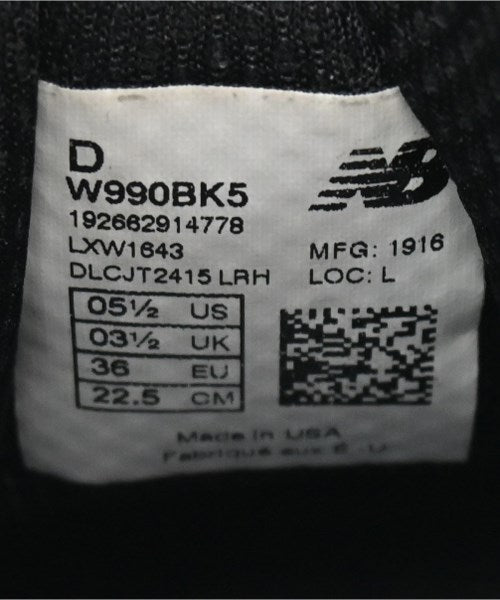 D
NB
W990BK5
192662914778
LXW1643
MFG: 1916
DLCJT2415 LRH
LOC: L
05½ US
03½ UK
36 EU
22.5 CM
Made in USA
Fabriqué aux É.-U.